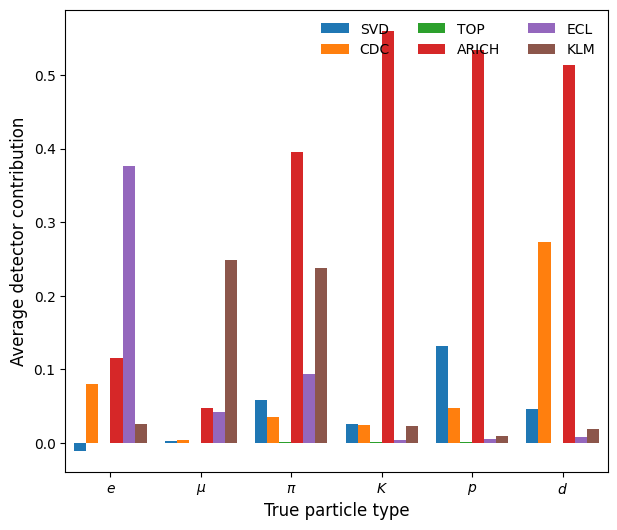 SVD TOP ECL
CDC ARICH KLM
Average detector contribution
0.5
0.4
0.3
0.2
0.1
0.0
e μ π K p d
True particle type